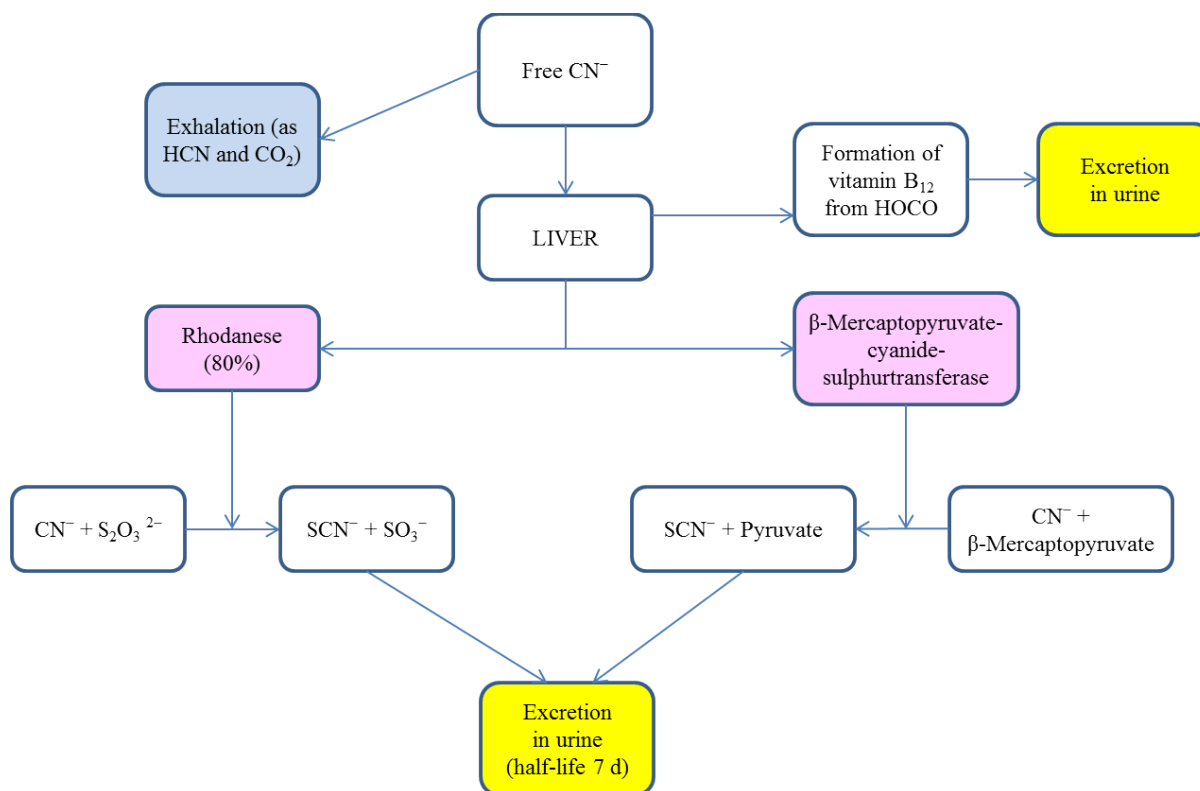 Free CN⁻
Exhalation (as
HCN and CO₂)
Formation of
vitamin B₁₂
from HOCO
Excretion
in urine
LIVER
Rhodanese
(80%)
β-Mercaptopyruvate-
cyanide-
sulphurtransferase
CN⁻ + S₂O₃ ²⁻
SCN⁻ + SO₃⁻
SCN⁻ + Pyruvate
CN⁻ +
β-Mercaptopyruvate
Excretion
in urine
(half-life 7 d)